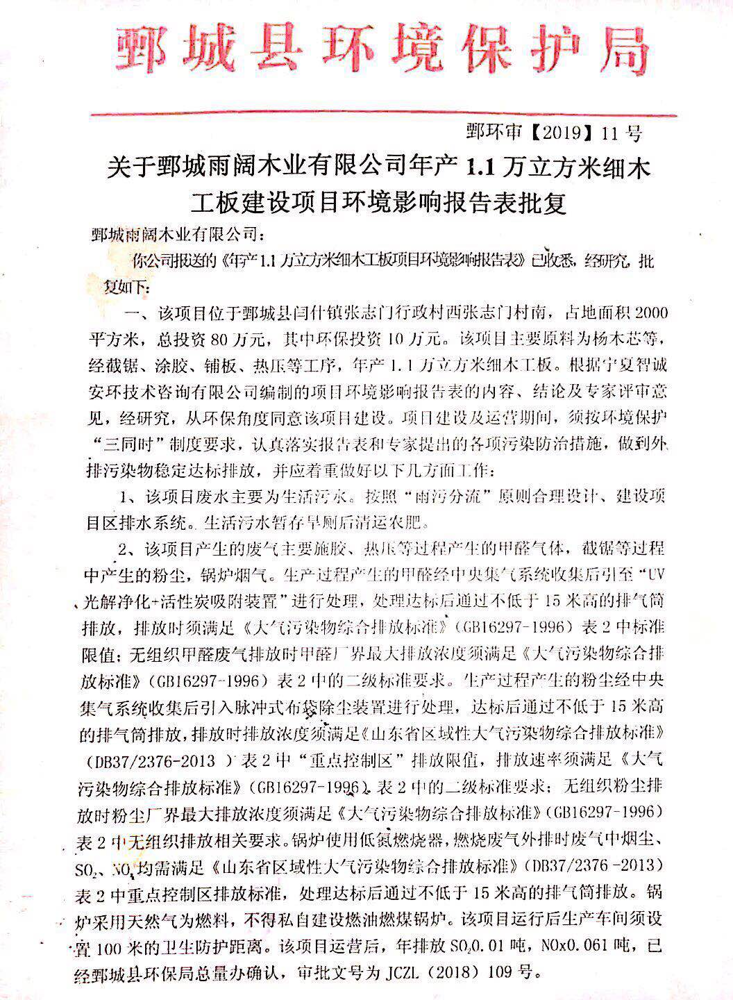 鄄城县环境保护局
鄄环审【2019】11号
关于鄄城雨阔木业有限公司年产1.1万立方米细木
工板建设项目环境影响报告表批复
鄄城雨阔木业有限公司：
你公司报送的《年产1.1万立方米细木工板项目环境影响报告表》已收悉，经研究，批
复如下：
一、该项目位于鄄城县闫什镇张志门行政村西张志门村南，占地面积2000
平方米，总投资80万元，其中环保投资10万元。该项目主要原料为杨木芯等，
经截锯、涂胶、铺板、热压等工序，年产1.1万立方米细木工板。根据宁夏智诚
安环技术咨询有限公司编制的项目环境影响报告表的内容、结论及专家评审意
见，经研究，从环保角度同意该项目建设。项目建设及运营期间，须按环境保护
“三同时”制度要求，认真落实报告表和专家提出的各项污染防治措施，做到外
排污染物稳定达标排放，并应着重做好以下几方面工作：
1、该项目废水主要为生活污水。按照“雨污分流”原则合理设计、建设项
目区排水系统。生活污水暂存旱厕后清运农肥。
2、该项目产生的废气主要施胶、热压等过程产生的甲醛气体，截锯等过程
中产生的粉尘，锅炉烟气。生产过程产生的甲醛经中央集气系统收集后引至“UV
光解净化+活性炭吸附装置”进行处理，处理达标后通过不低于15米高的排气筒
排放，排放时须满足《大气污染物综合排放标准》（GB16297-1996）表2中标准
限值；无组织甲醛废气排放时甲醛厂界最大排放浓度须满足《大气污染物综合排
放标准》（GB16297-1996）表2中的二级标准要求。生产过程产生的粉尘经中央
集气系统收集后引入脉冲式布袋除尘装置进行处理，达标后通过不低于15米高
的排气筒排放，排放时排放浓度须满足《山东省区域性大气污染物综合排放标准》
（DB37/2376-2013 ）表2中“重点控制区”排放限值，排放速率须满足《大气
污染物综合排放标准》（GB16297-1996）表2中的二级标准要求；无组织粉尘排
放时粉尘厂界最大排放浓度须满足《大气污染物综合排放标准》（GB16297-1996）
表2中无组织排放相关要求。锅炉使用低氮燃烧器，燃烧废气外排时废气中烟尘、
SO₂、NOₓ均需满足《山东省区域性大气污染物综合排放标准》（DB37/2376-2013）
表2中重点控制区排放标准，处理达标后通过不低于15米高的排气筒排放。锅
炉采用天然气为燃料，不得私自建设燃油燃煤锅炉。该项目运行后生产车间须设
置100米的卫生防护距离。该项目运营后，年排放SO₂0.01吨，NOx0.061吨，已
经鄄城县环保局总量办确认，审批文号为JCZL（2018）109号。